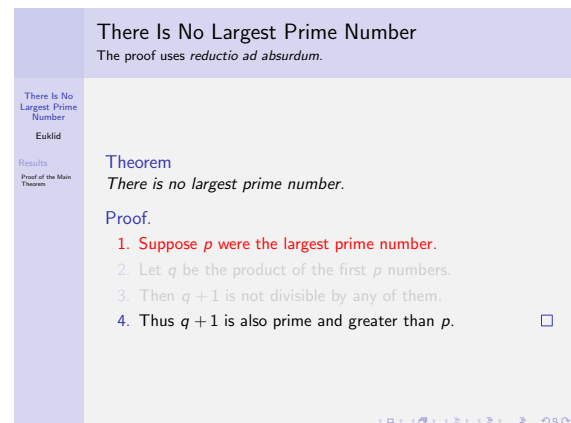 There Is No Largest Prime Number
The proof uses reductio ad absurdum.
There Is No
Largest Prime
Number
Euklid
Results
Proof of the Main
Theorem
Theorem
There is no largest prime number.
Proof.
1. Suppose p were the largest prime number.
2. Let q be the product of the first p numbers.
3. Then q + 1 is not divisible by any of them.
4. Thus q + 1 is also prime and greater than p. □